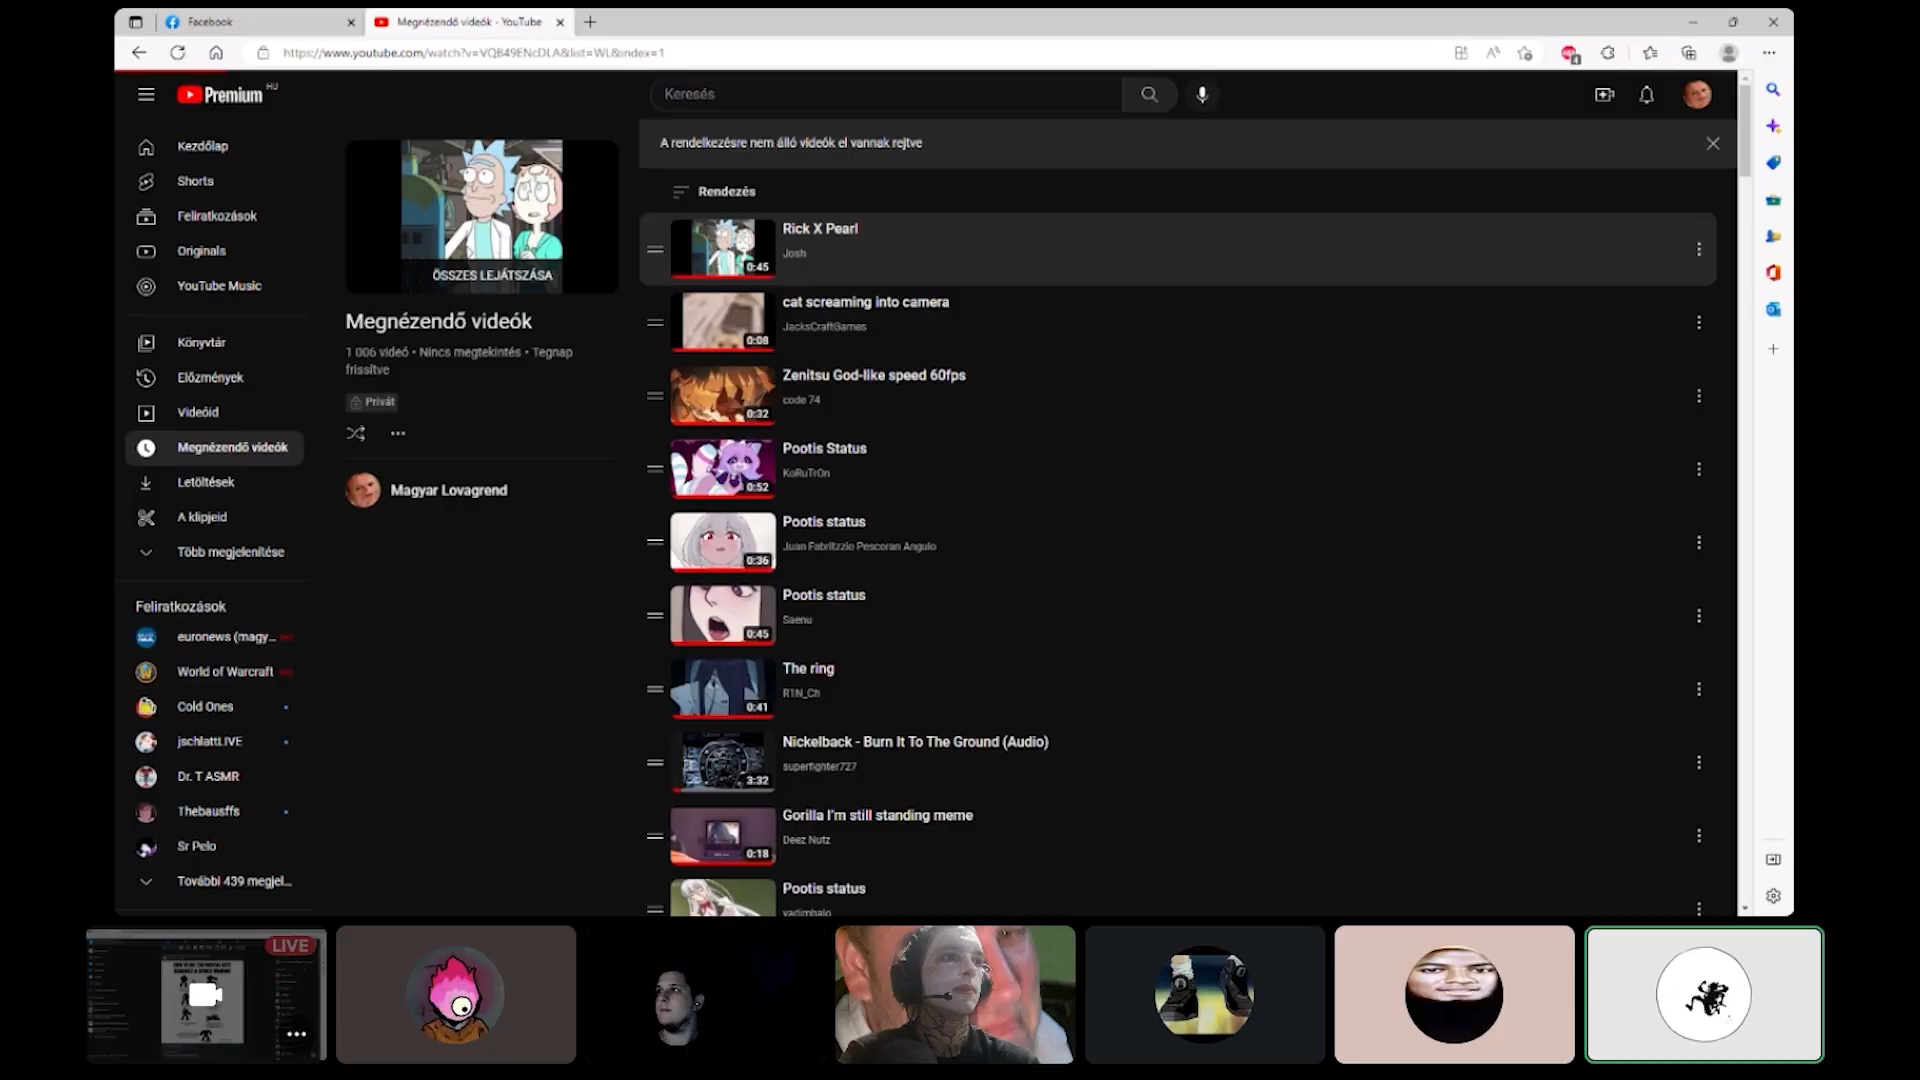 Facebook
Megnézendő videók - YouTube
https://www.youtube.com/watch?v=VQB49ENcDLA&list=WL&index=1
Premium HU
Keresés
Kezdőlap
Shorts
Feliratkozások
Originals
YouTube Music
Könyvtár
Előzmények
Videóid
Megnézendő videók
Letöltések
A klipjeid
Több megjelenítése
Feliratkozások
euronews (magy...
World of Warcraft
Cold Ones
jschlattLIVE
Dr. T ASMR
Thebausffs
Sr Pelo
További 439 megjel...
ÖSSZES LEJÁTSZÁSA
Megnézendő videók
1 006 videó • Nincs megtekintés • Tegnap
frissítve
Privát
Magyar Lovagrend
A rendelkezésre nem álló videók el vannak rejtve
Rendezés
Rick X Pearl
Josh
0:45
cat screaming into camera
JacksCraftGames
0:08
Zenitsu God-like speed 60fps
code 74
0:32
Pootis Status
KoRuTrOn
0:52
Pootis status
Juan Fabritzzio Pescoran Angulo
0:36
Pootis status
Saenu
0:45
The ring
R1N_Ch
0:41
Nickelback - Burn It To The Ground (Audio)
superfighter727
3:32
Gorilla I'm still standing meme
Deez Nutz
0:18
Pootis status
vadimhalo
LIVE